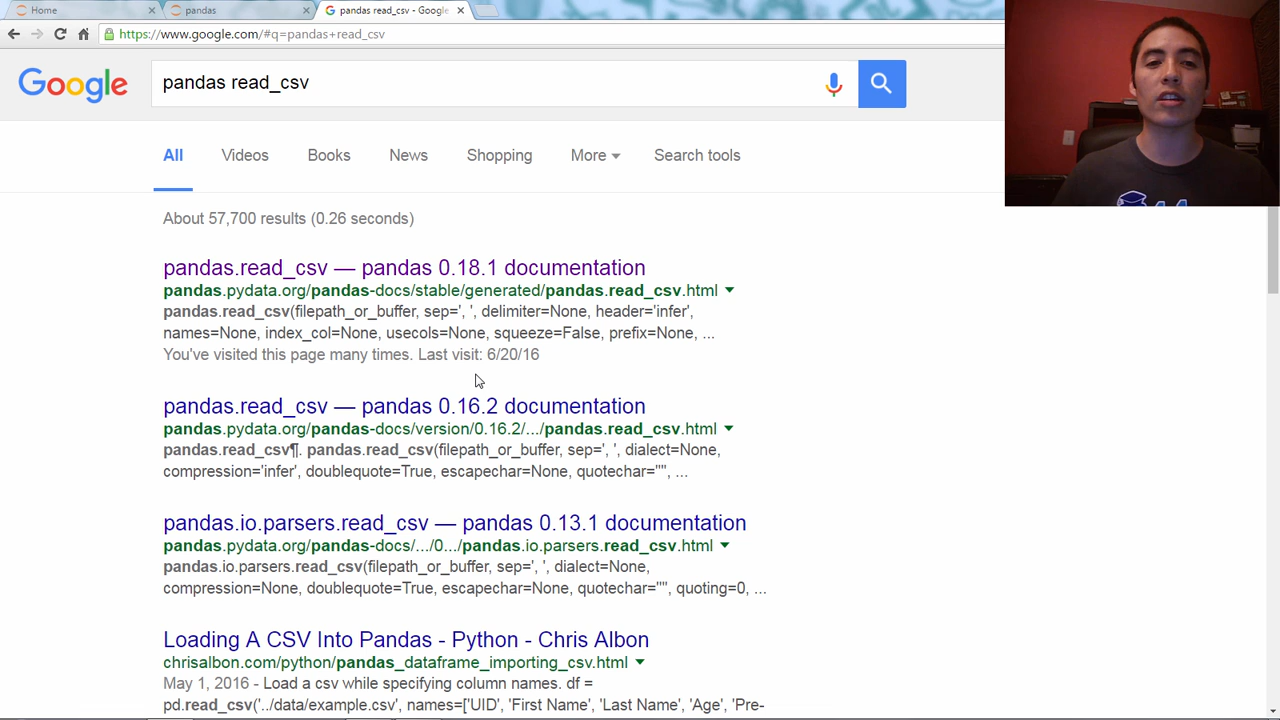 Home
pandas
pandas read_csv - Google
https://www.google.com/#q=pandas+read_csv
Google
pandas read_csv
All Videos Books News Shopping More Search tools
About 57,700 results (0.26 seconds)
pandas.read_csv — pandas 0.18.1 documentation
pandas.pydata.org/pandas-docs/stable/generated/pandas.read_csv.html
pandas.read_csv(filepath_or_buffer, sep=', ', delimiter=None, header='infer',
names=None, index_col=None, usecols=None, squeeze=False, prefix=None, ...
You've visited this page many times. Last visit: 6/20/16
pandas.read_csv — pandas 0.16.2 documentation
pandas.pydata.org/pandas-docs/version/0.16.2/.../pandas.read_csv.html
pandas.read_csv¶. pandas.read_csv(filepath_or_buffer, sep=', ', dialect=None,
compression='infer', doublequote=True, escapechar=None, quotechar='"', ...
pandas.io.parsers.read_csv — pandas 0.13.1 documentation
pandas.pydata.org/pandas-docs/.../0.../pandas.io.parsers.read_csv.html
pandas.io.parsers.read_csv(filepath_or_buffer, sep=', ', dialect=None,
compression=None, doublequote=True, escapechar=None, quotechar='"', quoting=0, ...
Loading A CSV Into Pandas - Python - Chris Albon
chrisalbon.com/python/pandas_dataframe_importing_csv.html
May 1, 2016 - Load a csv while specifying column names. df =
pd.read_csv('../data/example.csv', names=['UID', 'First Name', 'Last Name', 'Age', 'Pre-